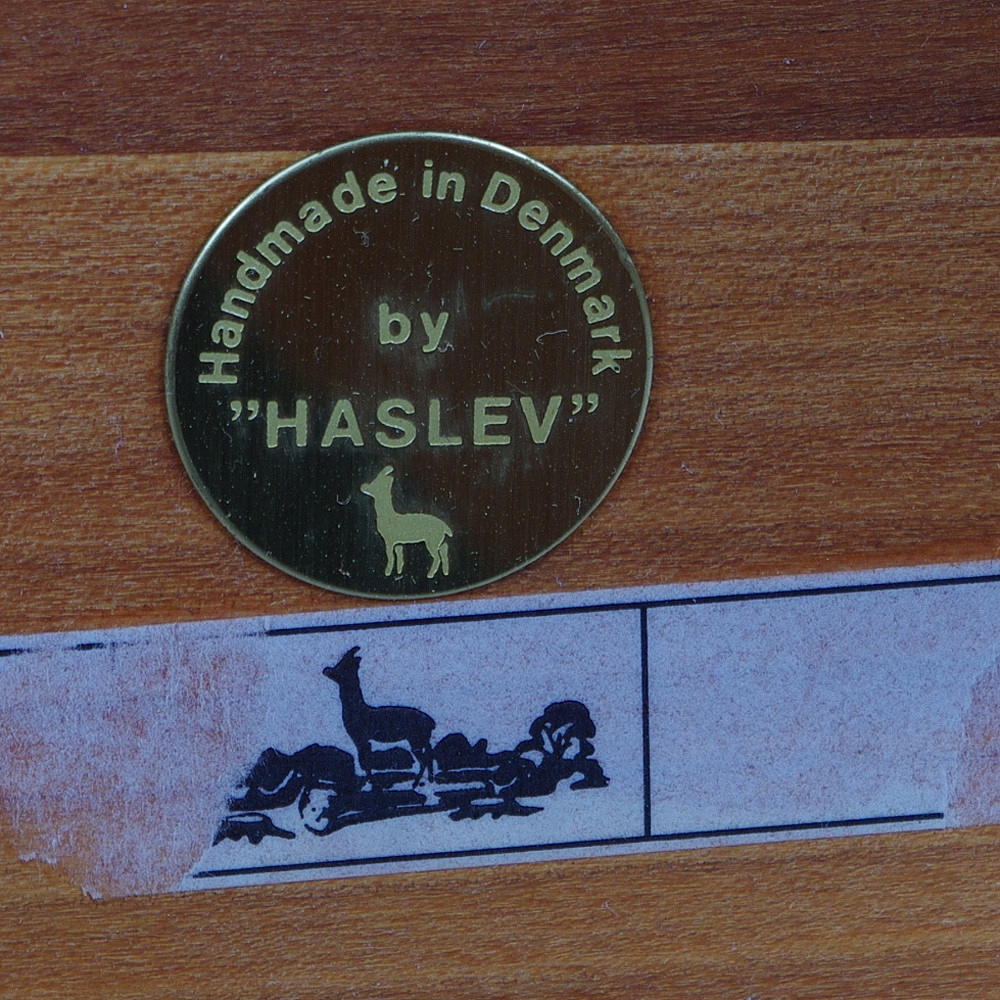 Handmade in Denmark
by
”HASLEV”